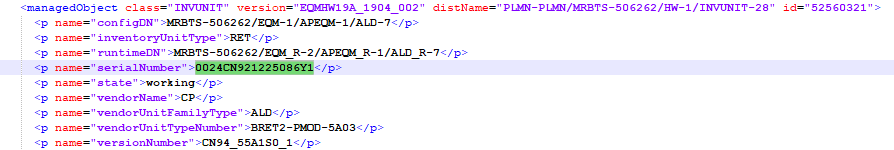 <managedObject class="INVUNIT" version="EQMHW19A_1904_002" distName="PLMN-PLMN/MRBTS-506262/HW-1/INVUNIT-28" id="52560321">
<p name="configDN">MRBTS-506262/EQM-1/APEQM-1/ALD-7</p>
<p name="inventoryUnitType">RET</p>
<p name="runtimeDN">MRBTS-506262/EQM_R-2/APEQM_R-1/ALD_R-7</p>
<p name="serialNumber">0024CN921225086Y1</p>
<p name="state">working</p>
<p name="vendorName">CP</p>
<p name="vendorUnitFamilyType">ALD</p>
<p name="vendorUnitTypeNumber">BRET2-PMOD-5A03</p>
<p name="versionNumber">CN94_55A1S0_1</p>